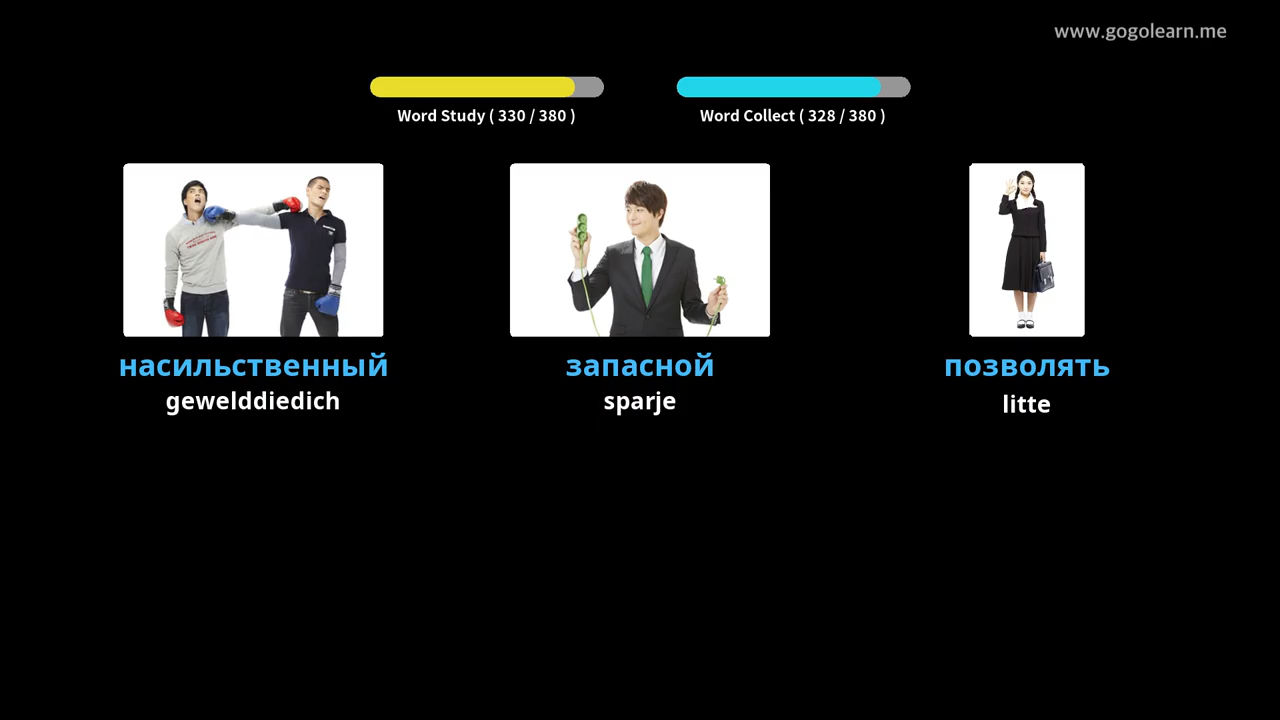 www.gogolearn.me
Word Study ( 330 / 380 )
Word Collect ( 328 / 380 )
насильственный
запасной
позволять
gewelddiedich
sparje
litte